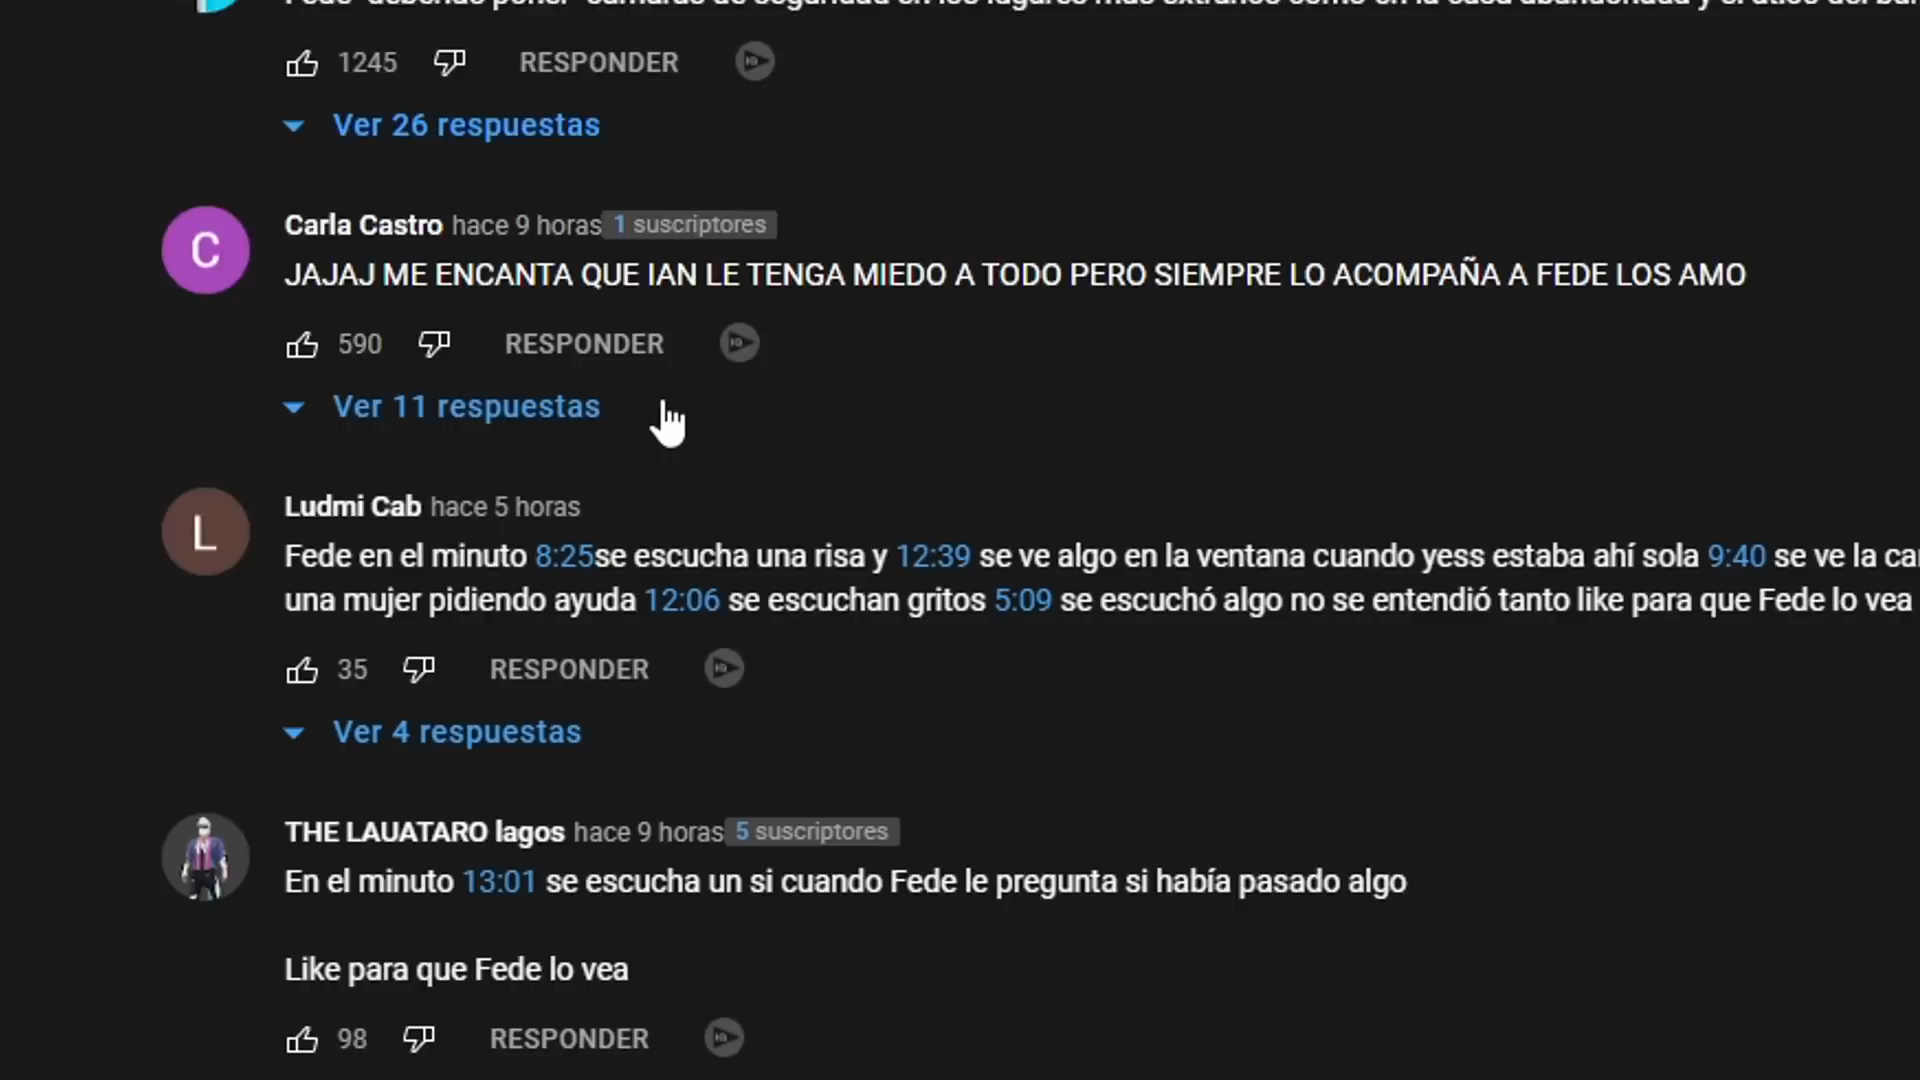 1245 RESPONDER
Ver 26 respuestas
C
Carla Castro hace 9 horas 1 suscriptores
JAJAJ ME ENCANTA QUE IAN LE TENGA MIEDO A TODO PERO SIEMPRE LO ACOMPAÑA A FEDE LOS AMO
590 RESPONDER
Ver 11 respuestas
L
Ludmi Cab hace 5 horas
Fede en el minuto 8:25se escucha una risa y 12:39 se ve algo en la ventana cuando yess estaba ahí sola 9:40 se ve la
una mujer pidiendo ayuda 12:06 se escuchan gritos 5:09 se escuchó algo no se entendió tanto like para que Fede lo vea
35 RESPONDER
Ver 4 respuestas
THE LAUATARO lagos hace 9 horas 5 suscriptores
En el minuto 13:01 se escucha un si cuando Fede le pregunta si había pasado algo
Like para que Fede lo vea
98 RESPONDER